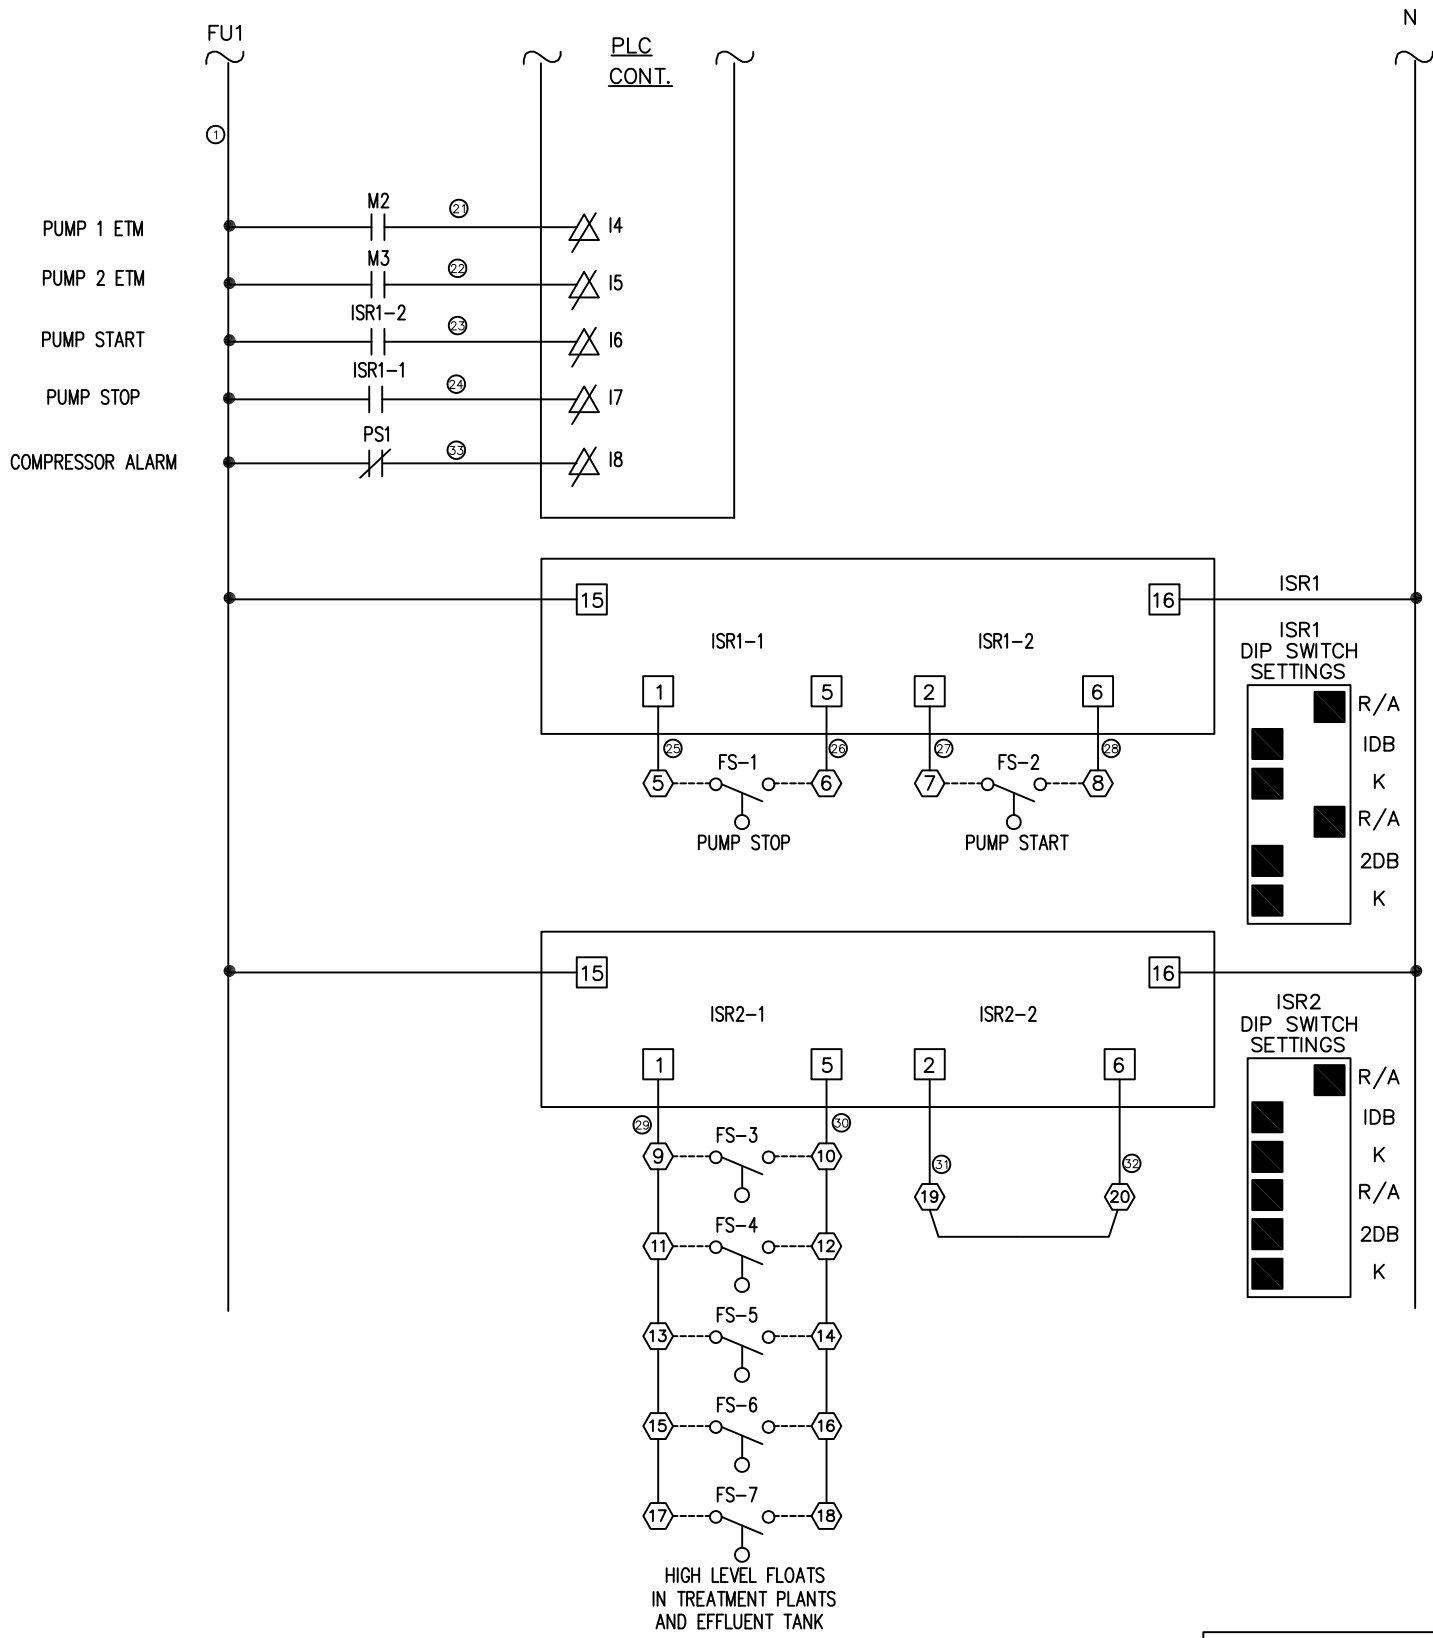 FU1
N
PLC
CONT.
1
PUMP 1 ETM
M2
21
I4
PUMP 2 ETM
M3
22
I5
PUMP START
ISR1-2
23
I6
PUMP STOP
ISR1-1
24
I7
COMPRESSOR ALARM
PS1
33
I8
15
16
ISR1
ISR1-1
ISR1-2
1
5
2
6
25
26
27
28
5
FS-1
6
7
FS-2
8
PUMP STOP
PUMP START
ISR1
DIP SWITCH
SETTINGS
R/A
1DB
K
R/A
2DB
K
15
16
ISR2-1
ISR2-2
1
5
2
6
29
30
31
32
9
FS-3
10
19
20
11
FS-4
12
13
FS-5
14
15
FS-6
16
17
FS-7
18
HIGH LEVEL FLOATS
IN TREATMENT PLANTS
AND EFFLUENT TANK
ISR2
DIP SWITCH
SETTINGS
R/A
1DB
K
R/A
2DB
K